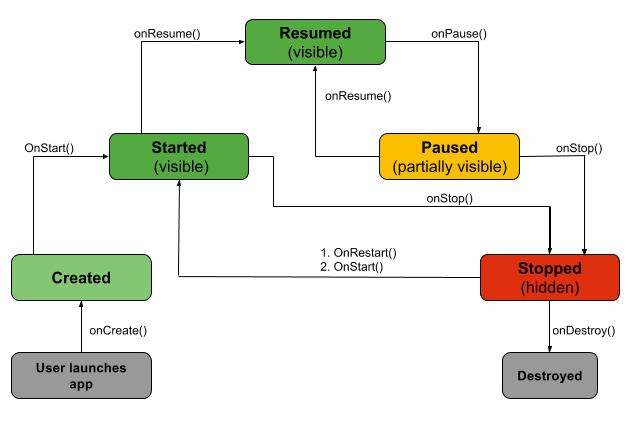 Resumed
(visible)
onResume()
onPause()
onResume()
Started
(visible)
Paused
(partially visible)
OnStart()
onStop()
onStop()
1. OnRestart()
2. OnStart()
Created
Stopped
(hidden)
onCreate()
onDestroy()
User launches
app
Destroyed